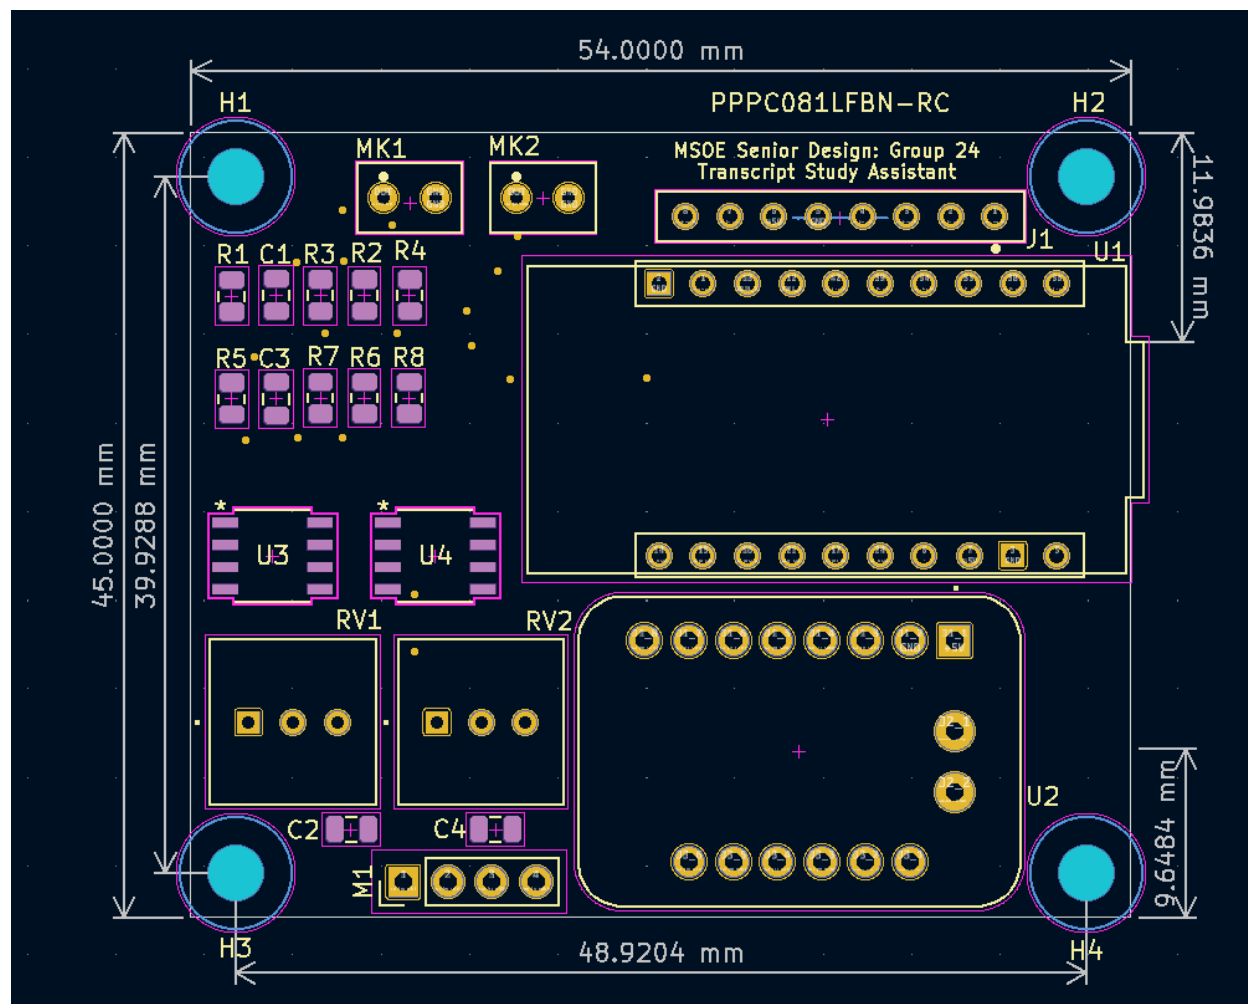 54.0000 mm
H1
PPPC081LFBN-RC
H2
MK1
MK2
MSOE Senior Design: Group 24
Transcript Study Assistant
11.9836 mm
J1
U1
R1
C1
R3
R2
R4
R5
C3
R7
R6
R8
45.0000 mm
39.9288 mm
*
*
U3
U4
RV1
RV2
J2_1
J2_2
U2
C2
C4
9.6484 mm
M1
H3
48.9204 mm
H4